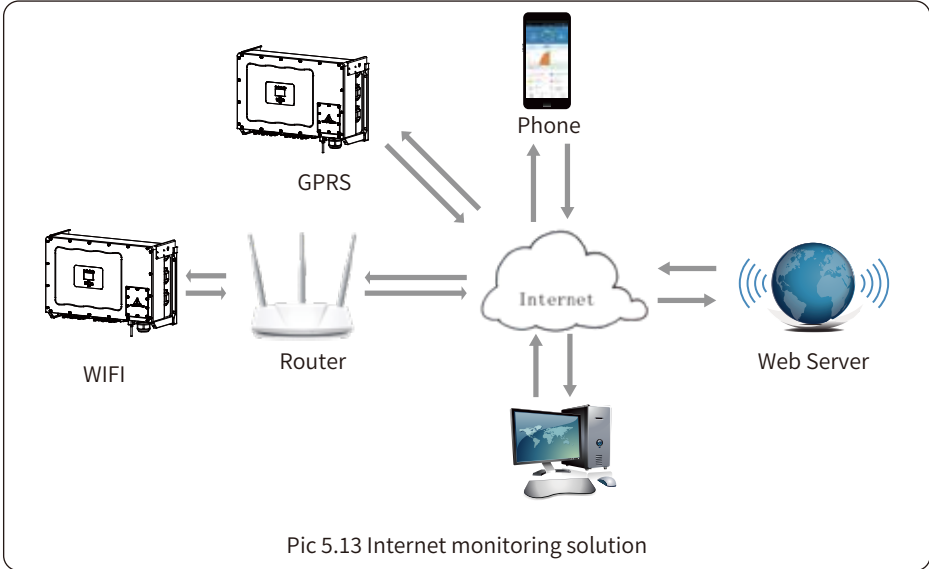 Phone
GPRS
Internet
WIFI
Router
Web Server
Pic 5.13 Internet monitoring solution